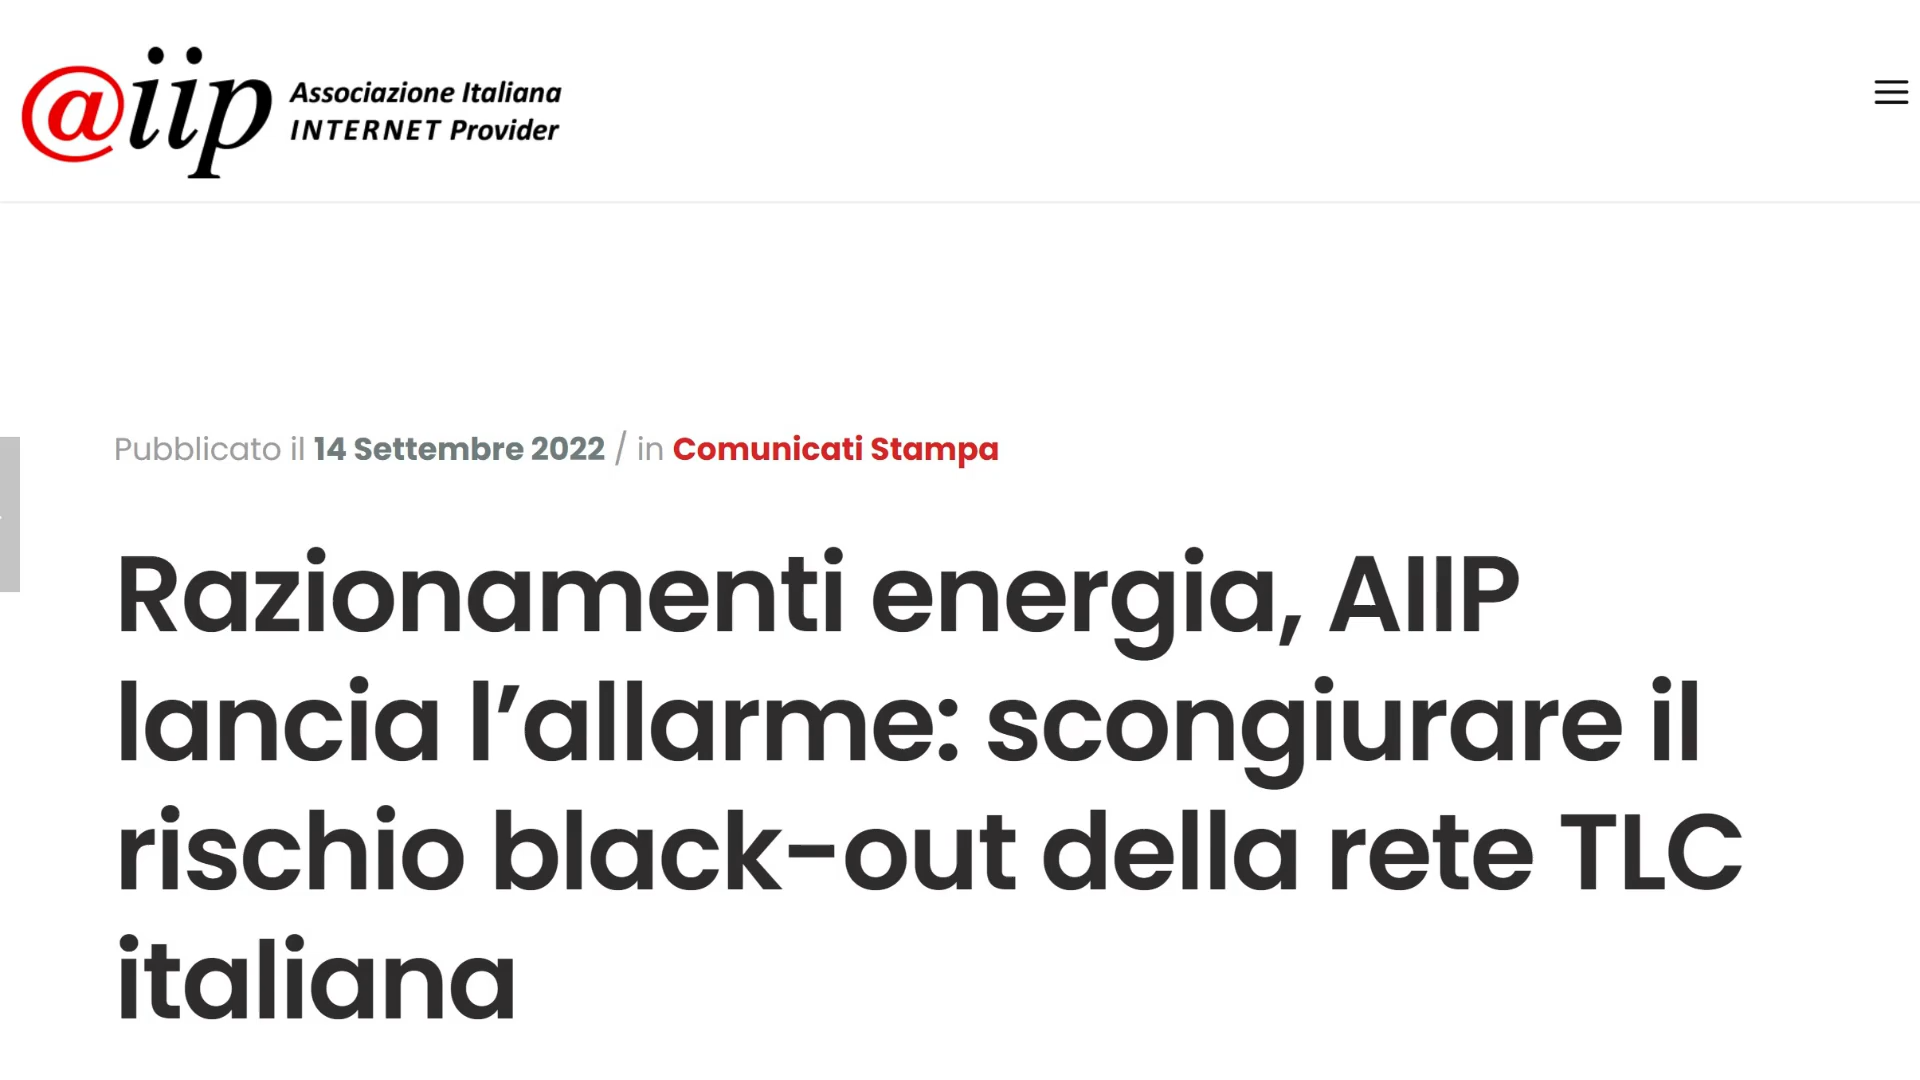 @iip Associazione Italiana
INTERNET Provider
Pubblicato il 14 Settembre 2022 / in Comunicati Stampa
Razionamenti energia, AIIP
lancia l’allarme: scongiurare il
rischio black-out della rete TLC
italiana